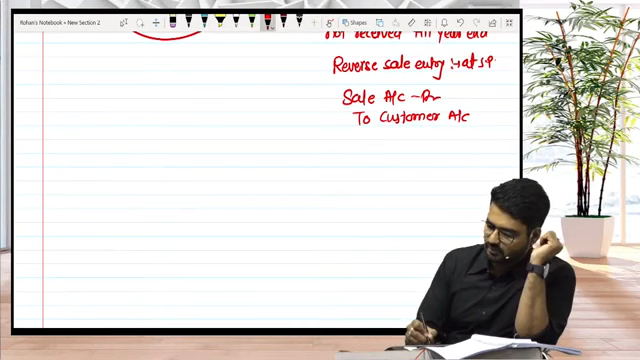 Rohan's Notebook » New Section 2
Shapes
not received till year end
Reverse sale entry :- at s.p.
Sale A/c - Dr
To Customer A/c